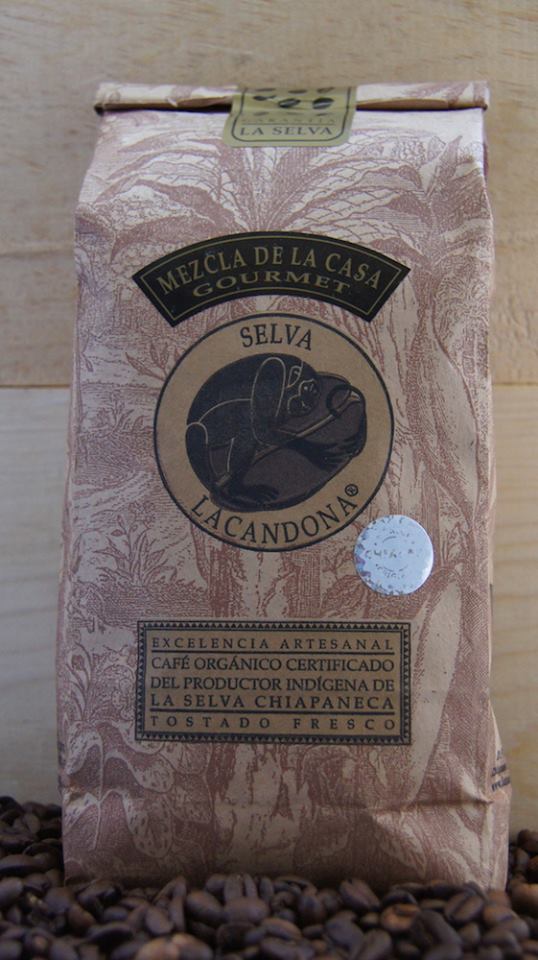 GARANTIA
LA SELVA
MEZCLA DE LA CASA
GOURMET
SELVA
LACANDONA®
EXCELENCIA ARTESANAL
CAFÉ ORGÁNICO CERTIFICADO
DEL PRODUCTOR INDÍGENA DE
LA SELVA CHIAPANECA
TOSTADO FRESCO